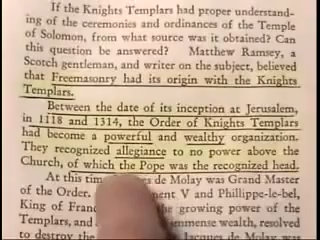 If the Knights Templars had proper understand-
ing of the ceremonies and ordinances of the Temple
of Solomon, from what source was it obtained? Can
this question be answered? Matthew Ramsey, a
Scotch gentleman, and writer on the subject, believed
that Freemasonry had its origin with the Knights
Templars.
Between the date of its inception at Jerusalem,
in 1118 and 1314, the Order of Knights Templars
had become a powerful and wealthy organization.
They recognized allegiance to no power above the
Church, of which the Pope was the recognized head.
At this tim es de Molay was Grand Master
of the Order. ment V and Phillippe-le-bel,
King of Franc the growing power of the
Templars, and immense wealth, resolved
to destroy the Jacques de Molay was